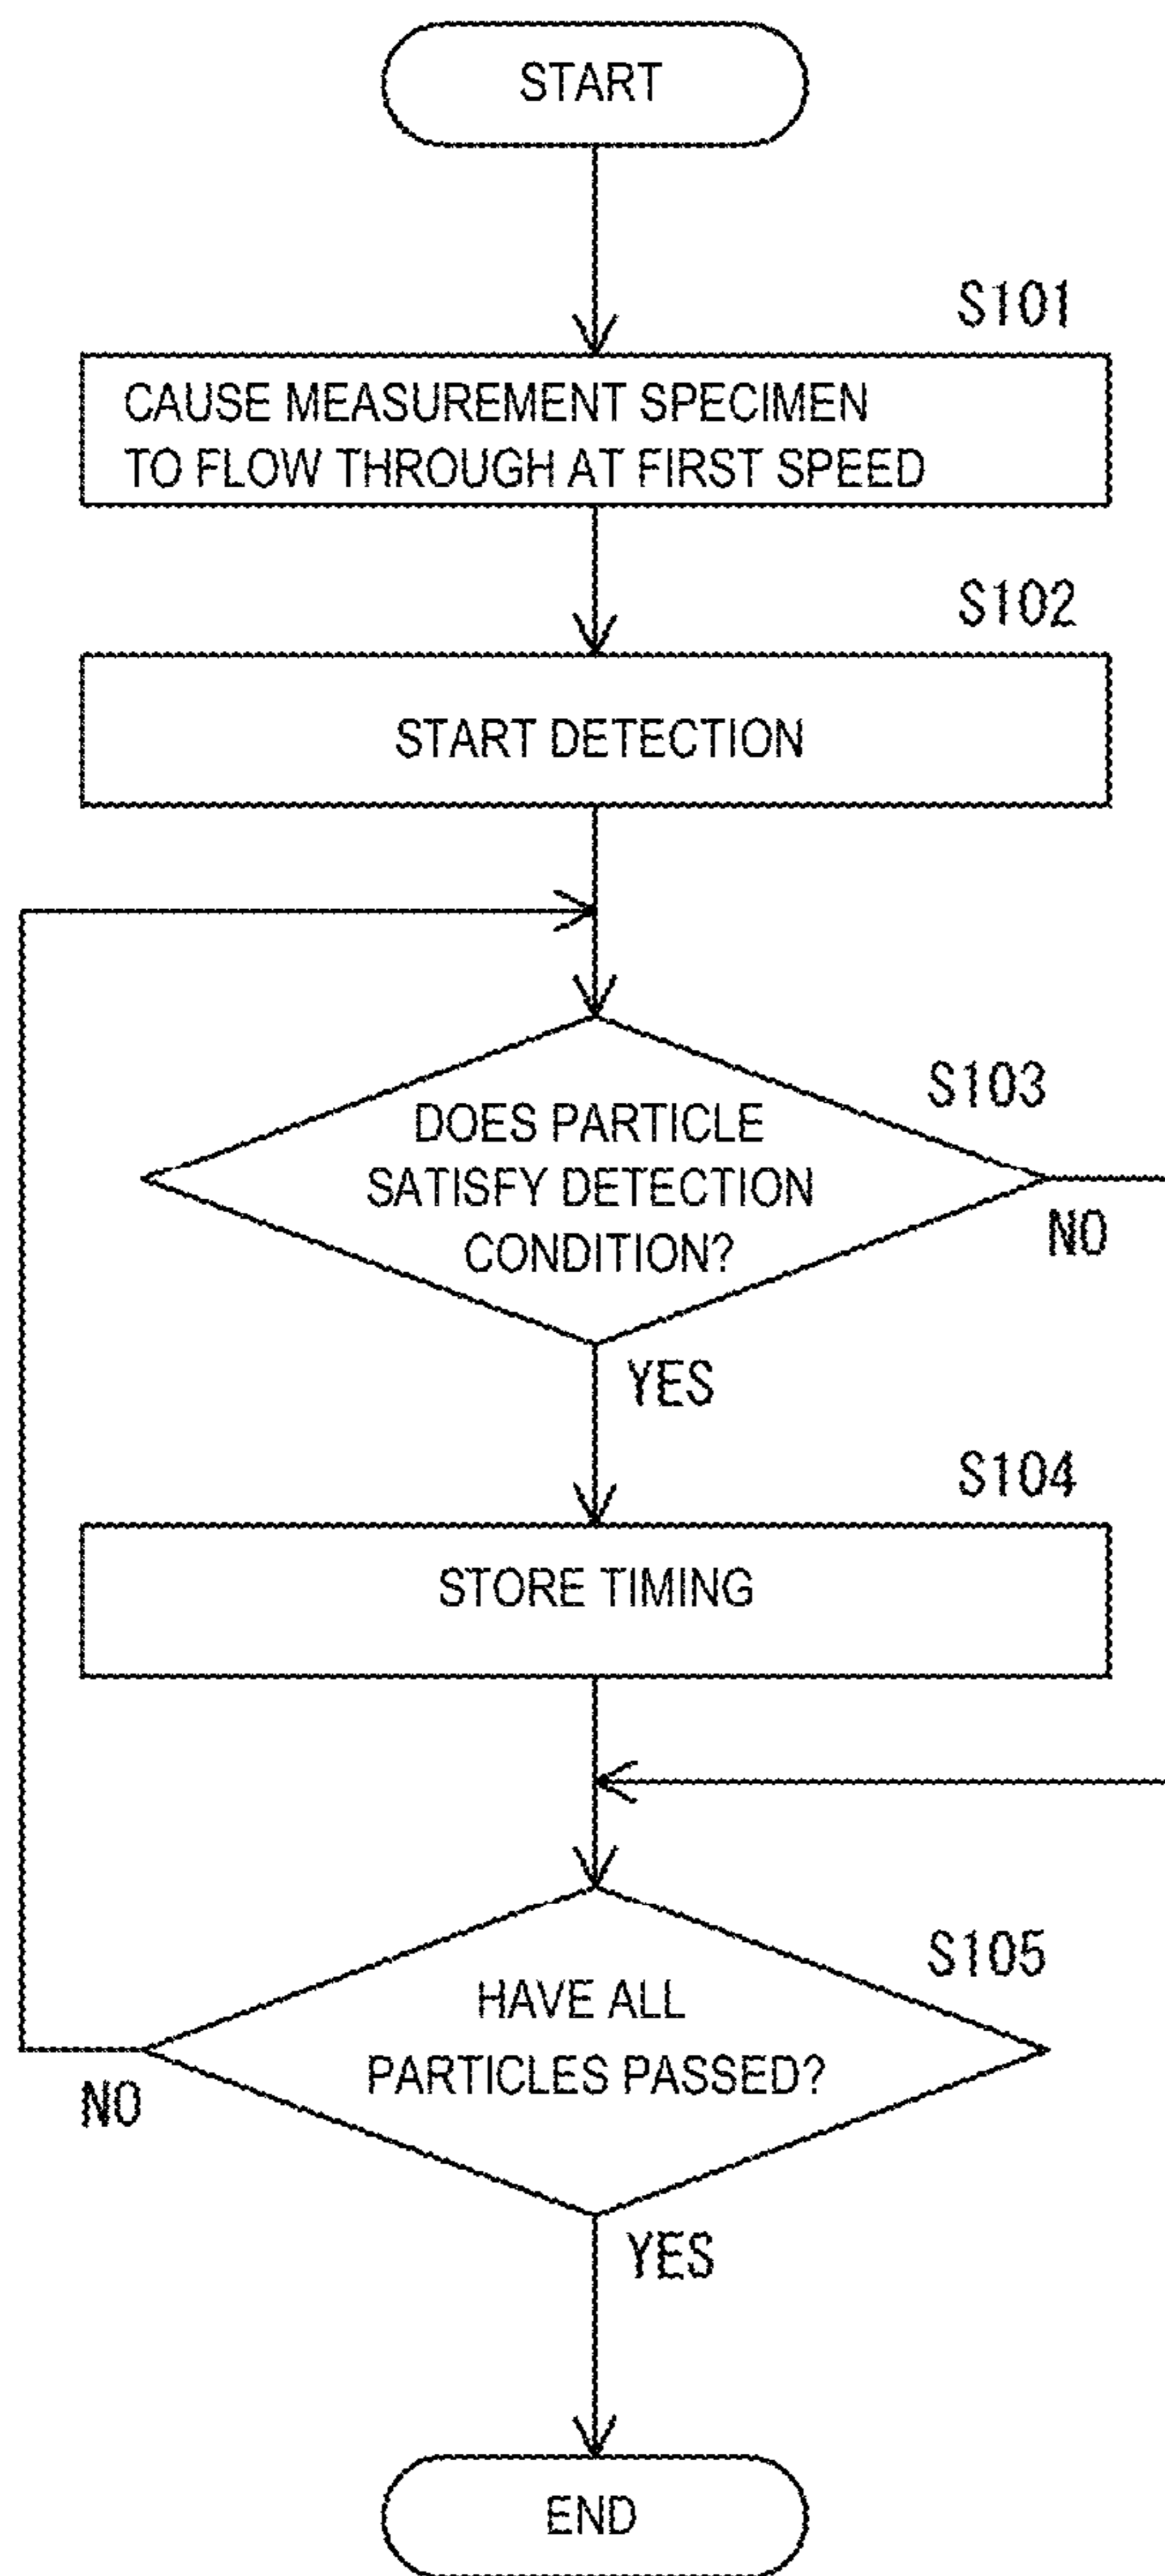 START
S101
CAUSE MEASUREMENT SPECIMEN
TO FLOW THROUGH AT FIRST SPEED
S102
START DETECTION
S103
DOES PARTICLE
SATISFY DETECTION
CONDITION?
NO
YES
S104
STORE TIMING
S105
HAVE ALL
PARTICLES PASSED?
NO
YES
END